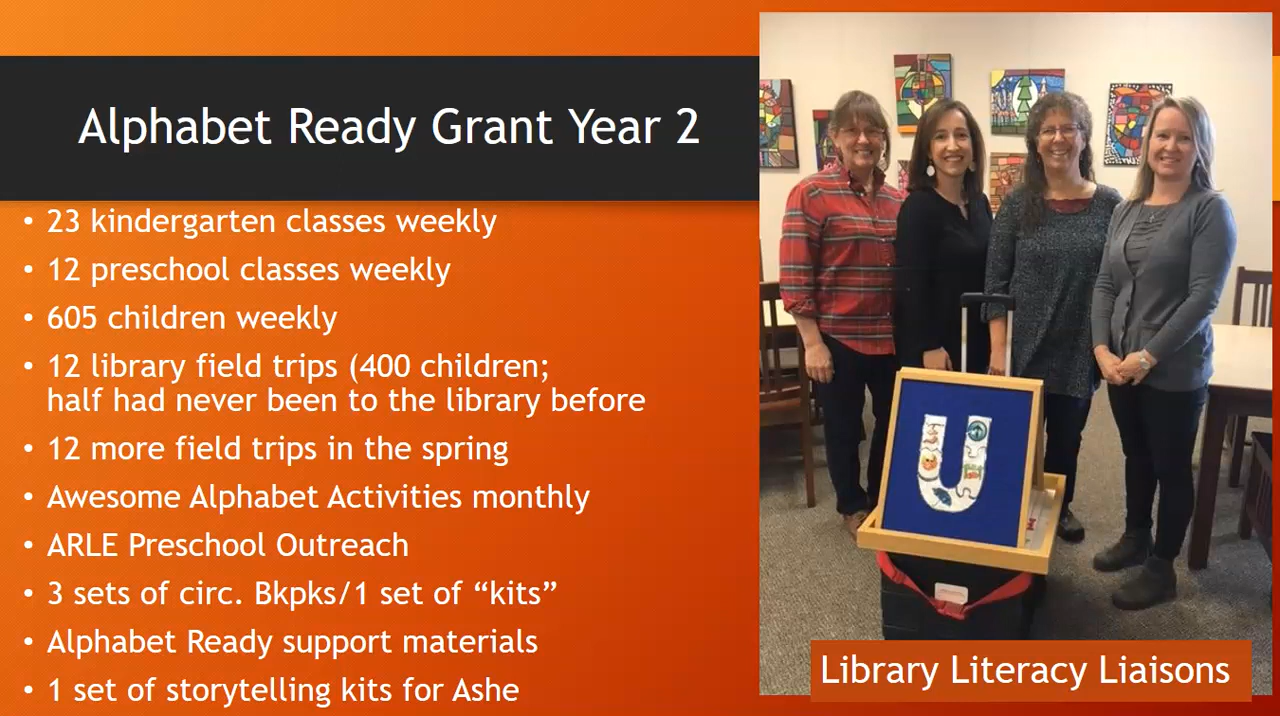 Alphabet Ready Grant Year 2
• 23 kindergarten classes weekly
• 12 preschool classes weekly
• 605 children weekly
• 12 library field trips (400 children;
half had never been to the library before
• 12 more field trips in the spring
• Awesome Alphabet Activities monthly
• ARLE Preschool Outreach
• 3 sets of circ. Bkpks/1 set of “kits”
• Alphabet Ready support materials
• 1 set of storytelling kits for Ashe
U
Library Literacy Liaisons